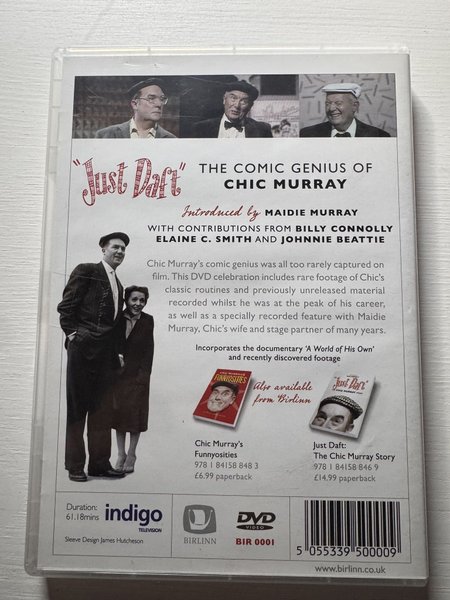 "Just Daft"
THE COMIC GENIUS OF
CHIC MURRAY
Introduced by MAIDIE MURRAY
WITH CONTRIBUTIONS FROM BILLY CONNOLLY
ELAINE C. SMITH AND JOHNNIE BEATTIE
Chic Murray's comic genius was all too rarely captured on
film. This DVD celebration includes rare footage of Chic's
classic routines and previously unreleased material
recorded whilst he was at the peak of his career,
as well as a specially recorded feature with Maidie
Murray, Chic's wife and stage partner of many years.
Incorporates the documentary 'A World of His Own'
and recently discovered footage
CHIC MURRAY'S
FUNNYOSITIES
Also available
from Birlinn
"Just Daft"
Chic Murray's
Funnyosities
978 1 84158 848 3
£6.99 paperback
Just Daft:
The Chic Murray Story
978 1 84158 846 9
£14.99 paperback
Duration:
61.18mins
indigo
TELEVISION
BIRLINN
DVD
VIDEO
BIR 0001
Sleeve Design James Hutcheson
5 055339 500009
www.birlinn.co.uk